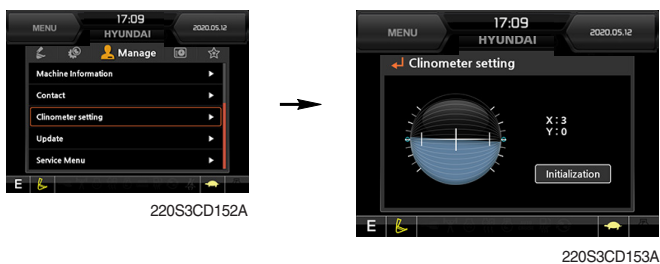 MENU
17:09
HYUNDAI
2020.05.12
Manage
Machine Information
Contact
Clinometer setting
Update
Service Menu
E
220S3CD152A
MENU
17:09
HYUNDAI
2020.05.12
Clinometer setting
X : 3
Y : 0
Initialization
E
220S3CD153A